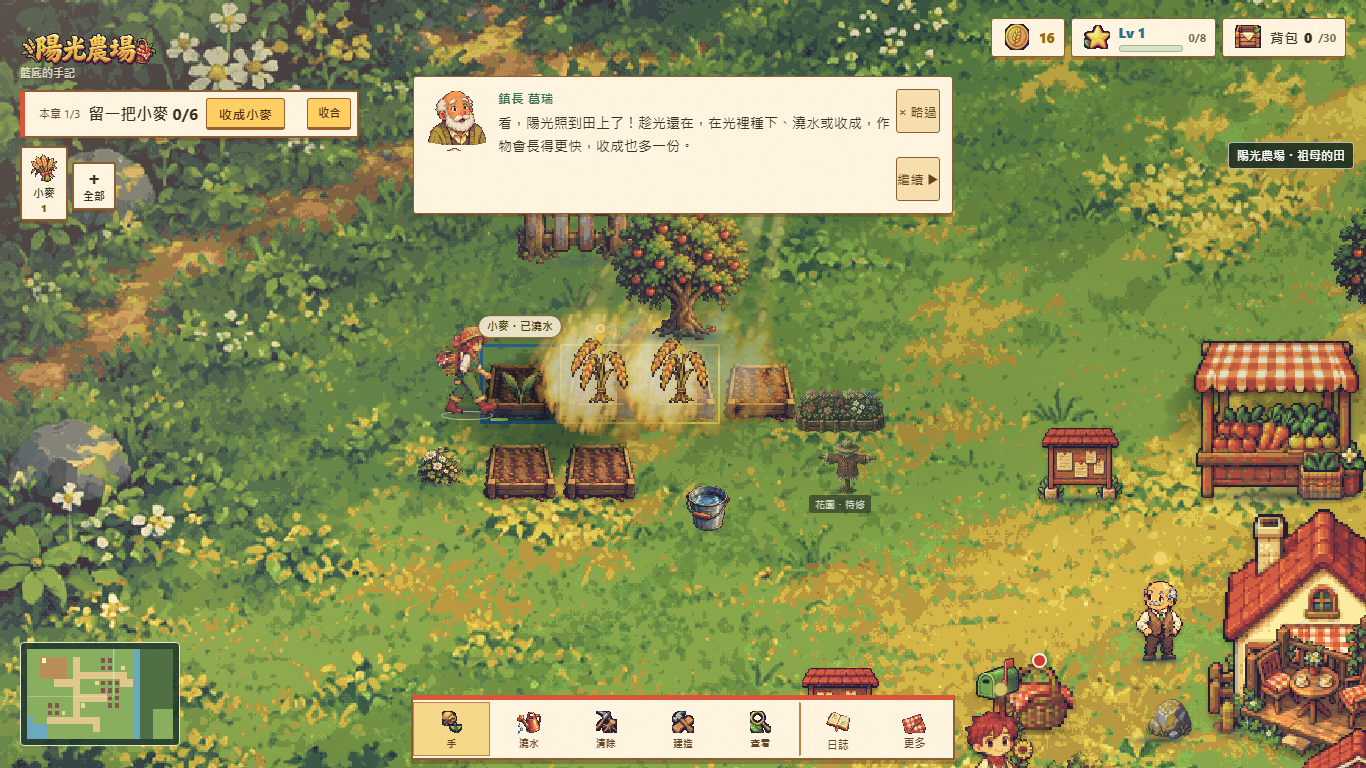 陽光農場
籃底的手記
本章 1/3 留一把小麥 0/6 收成小麥 收合
小麥
1
+
全部
鎮長 葛瑞
看，陽光照到田上了！趁光還在，在光裡種下、澆水或收成，作
物會長得更快，收成也多一份。
× 略過
繼續 ▶
16
Lv 1
0/8
背包 0 /30
陽光農場・祖母的田
小麥・已澆水
花園・待修
手
澆水
清除
建造
查看
日誌
更多